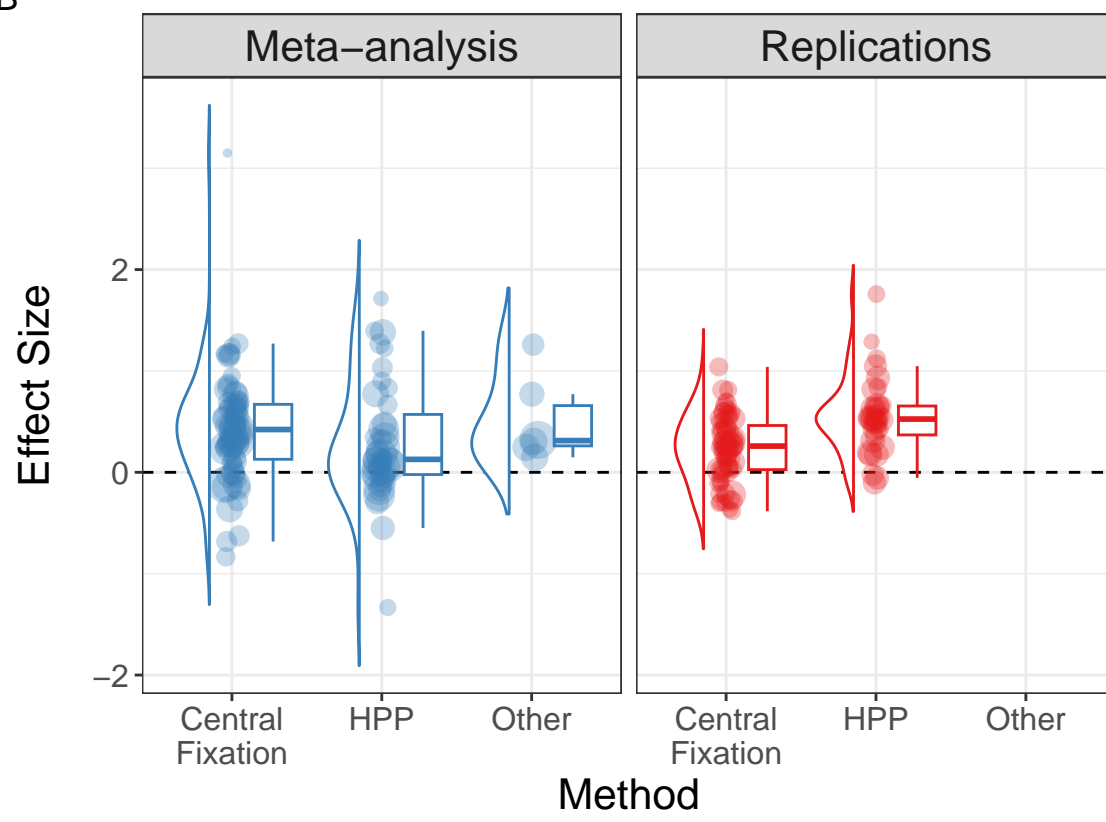 B
Meta−analysis Replications
2
0
−2
Effect Size
Central Fixation HPP Other
Central Fixation HPP Other
Method